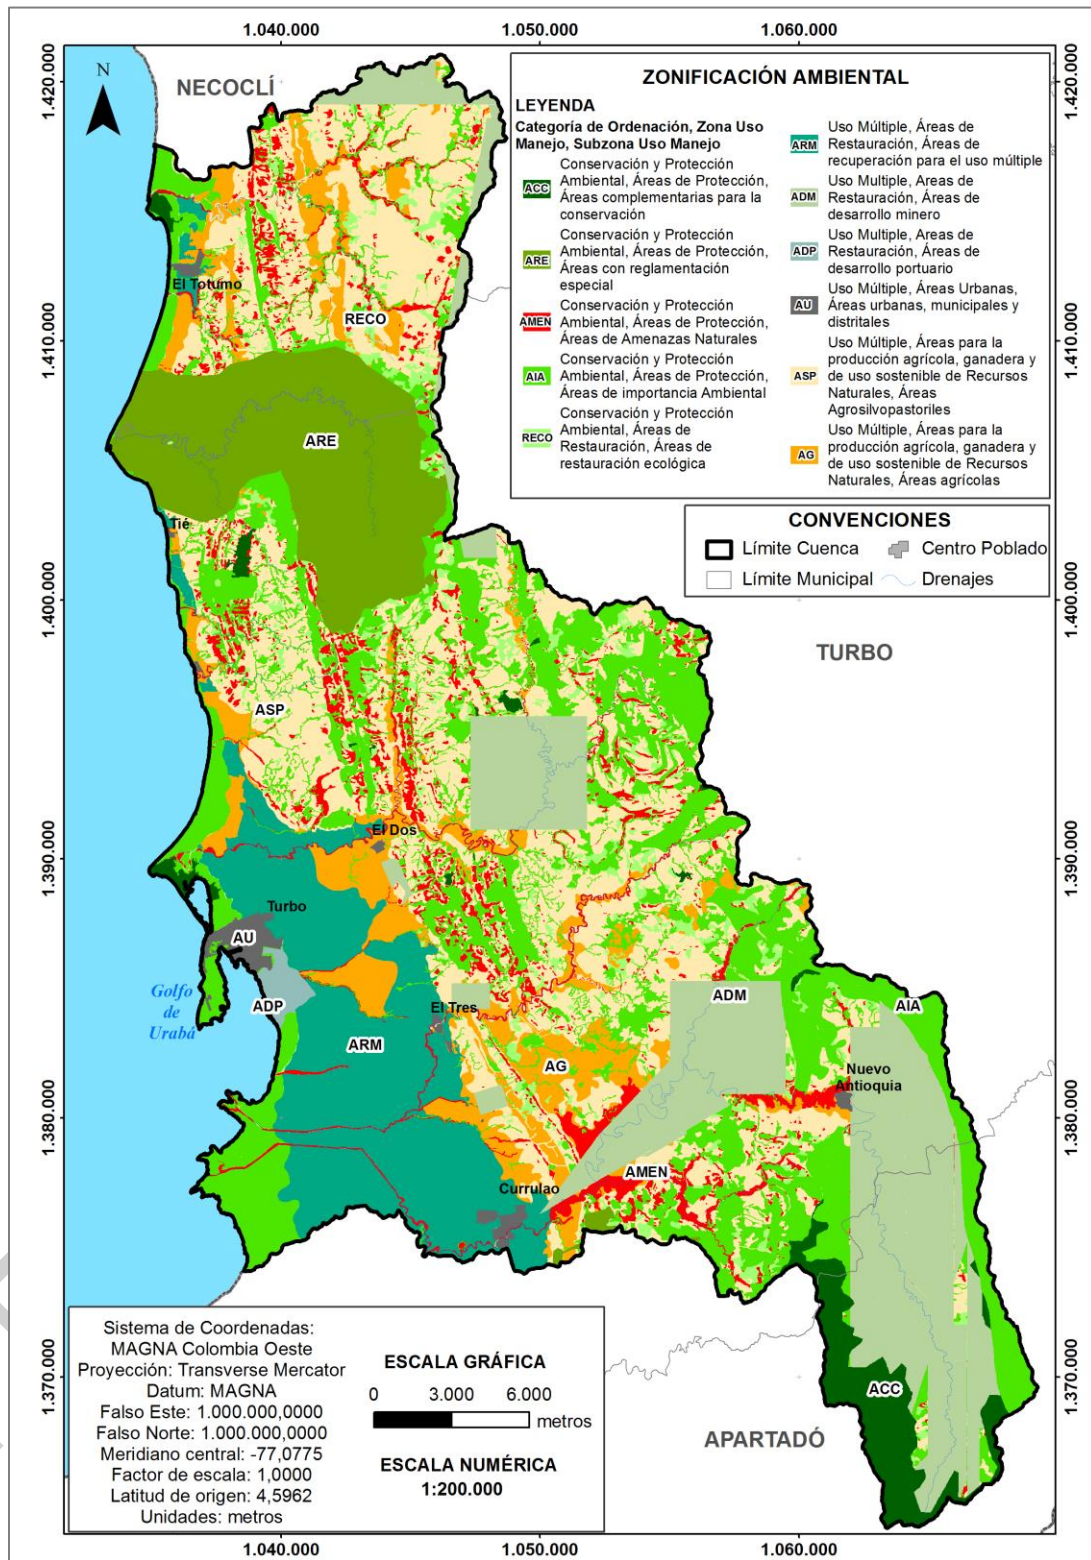 1.040.000
1.050.000
1.060.000
1.420.000
1.420.000
N
NECOCLÍ
ZONIFICACIÓN AMBIENTAL
LEYENDA
Categoría de Ordenación, Zona Uso
Manejo, Subzona Uso Manejo
ACC
Conservación y Protección
Ambiental, Áreas de Protección,
Áreas complementarias para la
conservación
ARE
Conservación y Protección
Ambiental, Áreas de Protección,
Áreas con reglamentación
especial
AMEN
Conservación y Protección
Ambiental, Áreas de Protección,
Áreas de Amenazas Naturales
AIA
Conservación y Protección
Ambiental, Áreas de Protección,
Áreas de importancia Ambiental
RECO
Conservación y Protección
Ambiental, Áreas de
Restauración, Áreas de
restauración ecológica
ARM
Uso Múltiple, Áreas de
Restauración, Áreas de
recuperación para el uso múltiple
ADM
Uso Multiple, Areas de
Restauración, Áreas de
desarrollo minero
ADP
Uso Multiple, Areas de
Restauración, Áreas de
desarrollo portuario
AU
Uso Múltiple, Áreas Urbanas,
Áreas urbanas, municipales y
distritales
ASP
Uso Múltiple, Áreas para la
producción agrícola, ganadera y
de uso sostenible de Recursos
Naturales, Áreas
Agrosilvopastoriles
AG
Uso Múltiple, Áreas para la
producción agrícola, ganadera y
de uso sostenible de Recursos
Naturales, Áreas agrícolas
CONVENCIONES
Límite Cuenca
Centro Poblado
Límite Municipal
Drenajes
El Totumo
RECO
1.410.000
1.410.000
ARE
Tié
1.400.000
1.400.000
TURBO
ASP
El Dos
1.390.000
1.390.000
Turbo
AU
Golfo
de
Urabá
ADP
El Tres
ADM
AIA
ARM
AG
Nuevo
Antioquia
1.380.000
1.380.000
AMEN
Currulao
1.370.000
1.370.000
ACC
APARTADÓ
Sistema de Coordenadas:
MAGNA Colombia Oeste
Proyección: Transverse Mercator
Datum: MAGNA
Falso Este: 1.000.000,0000
Falso Norte: 1.000.000,0000
Meridiano central: -77,0775
Factor de escala: 1,0000
Latitud de origen: 4,5962
Unidades: metros
ESCALA GRÁFICA
0 3.000 6.000
metros
ESCALA NUMÉRICA
1:200.000
1.040.000
1.050.000
1.060.000